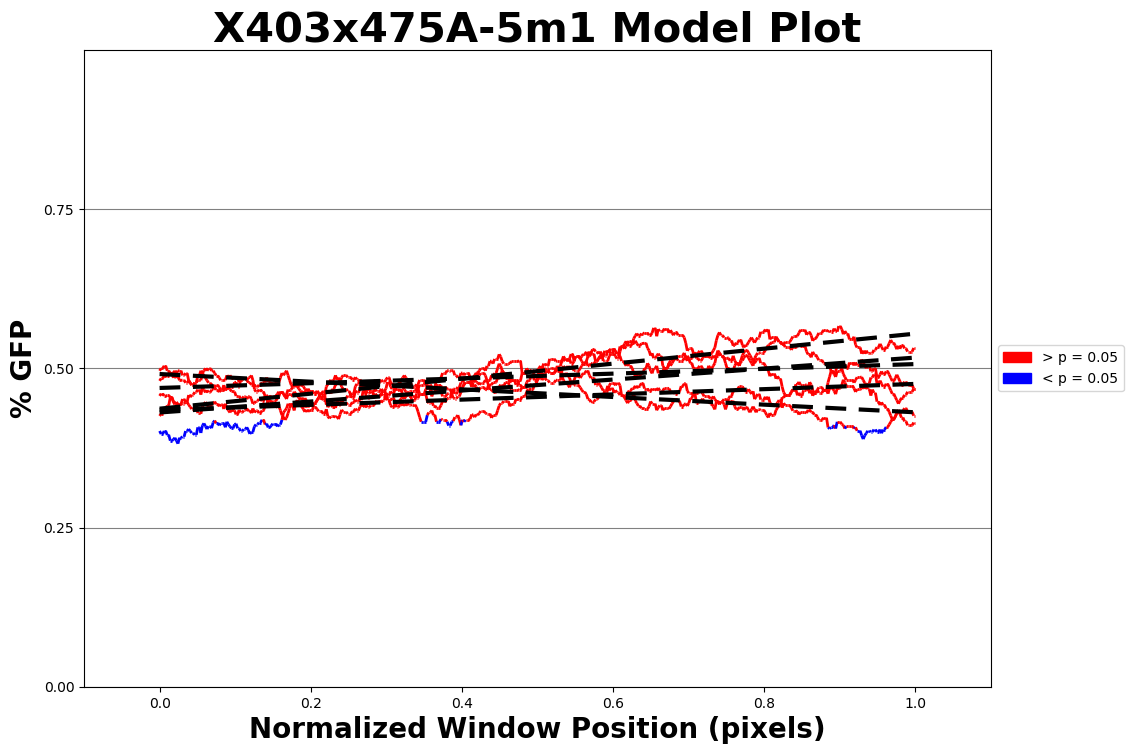 X403x475A-5m1 Model Plot
% GFP
0.75
0.50
0.25
0.00
0.0 0.2 0.4 0.6 0.8 1.0
Normalized Window Position (pixels)
> p = 0.05
< p = 0.05